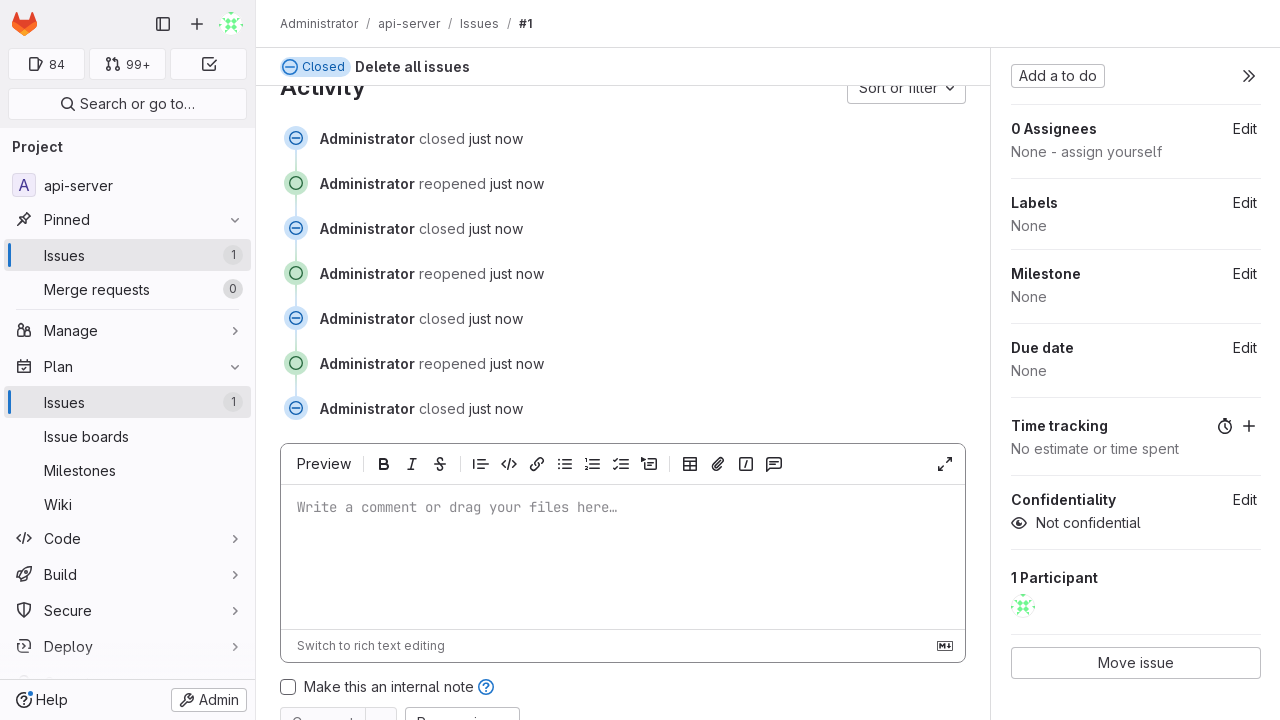 Administrator / api-server / Issues / #1
84
99+
Search or go to…
Project
A api-server
Pinned
Issues 1
Merge requests 0
Manage
Plan
Issues 1
Issue boards
Milestones
Wiki
Code
Build
Secure
Deploy
Help
Admin
Closed Delete all issues
Activity
Sort or filter
Administrator closed just now
Administrator reopened just now
Administrator closed just now
Administrator reopened just now
Administrator closed just now
Administrator reopened just now
Administrator closed just now
Preview
Write a comment or drag your files here…
Switch to rich text editing
Make this an internal note
Add a to do
0 Assignees Edit
None - assign yourself
Labels Edit
None
Milestone Edit
None
Due date Edit
None
Time tracking
No estimate or time spent
Confidentiality Edit
Not confidential
1 Participant
Move issue